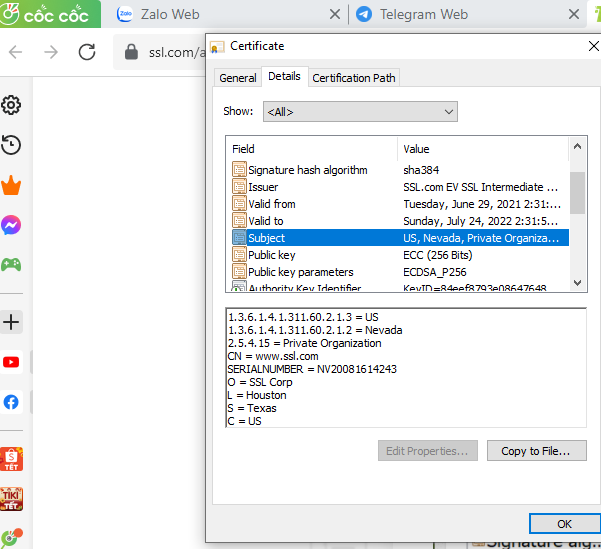 cốc cốc
Zalo
Zalo Web
Telegram Web
ssl.com/a
Certificate
General
Details
Certification Path
Show:
<All>
Field Value
Signature hash algorithm sha384
Issuer SSL.com EV SSL Intermediate ...
Valid from Tuesday, June 29, 2021 2:31:...
Valid to Sunday, July 24, 2022 2:31:5...
Subject US, Nevada, Private Organiza...
Public key ECC (256 Bits)
Public key parameters ECDSA_P256
Authority Key Identifier KeyID=84eef8793e08647648
1.3.6.1.4.1.311.60.2.1.3 = US
1.3.6.1.4.1.311.60.2.1.2 = Nevada
2.5.4.15 = Private Organization
CN = www.ssl.com
SERIALNUMBER = NV20081614243
O = SSL Corp
L = Houston
S = Texas
C = US
Edit Properties...
Copy to File...
OK
TẾT
TIKI
TẾT
Signature alg